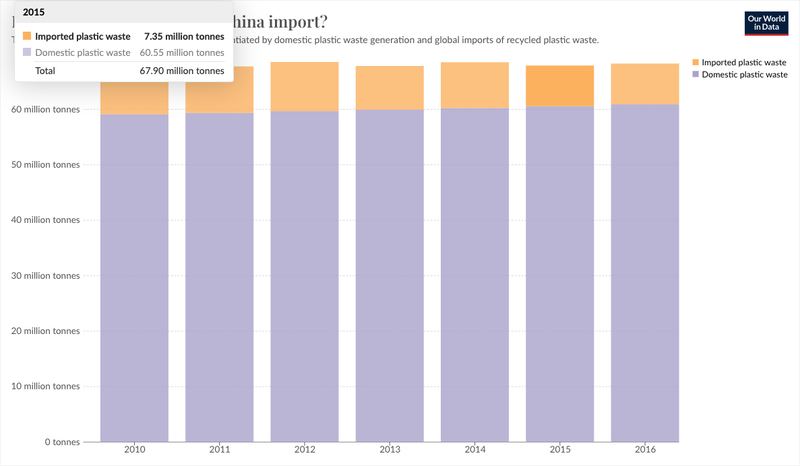 2015
hina import?
Imported plastic waste 7.35 million tonnes
Domestic plastic waste 60.55 million tonnes
Total 67.90 million tonnes
by domestic plastic waste generation and global imports of recycled plastic waste.
Our World
in Data
Imported plastic waste
Domestic plastic waste
60 million tonnes
50 million tonnes
40 million tonnes
30 million tonnes
20 million tonnes
10 million tonnes
0 tonnes
2010 2011 2012 2013 2014 2015 2016